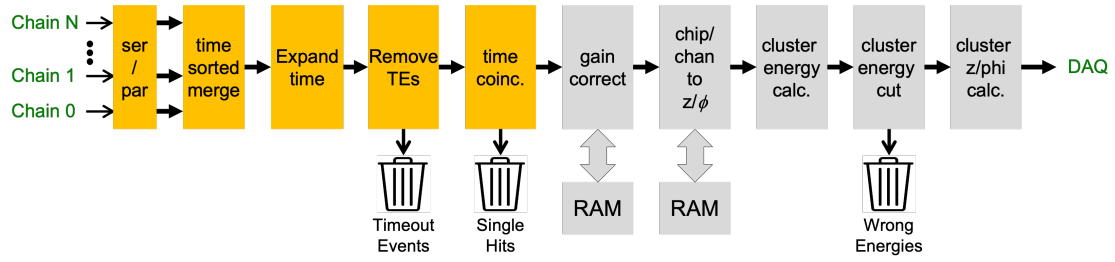 Chain N
Chain 1
Chain 0
ser
/
par
time
sorted
merge
Expand
time
Remove
TEs
time
coinc.
gain
correct
chip/
chan
to
z/ϕ
cluster
energy
calc.
cluster
energy
cut
cluster
z/phi
calc.
DAQ
Timeout
Events
Single
Hits
RAM
RAM
Wrong
Energies